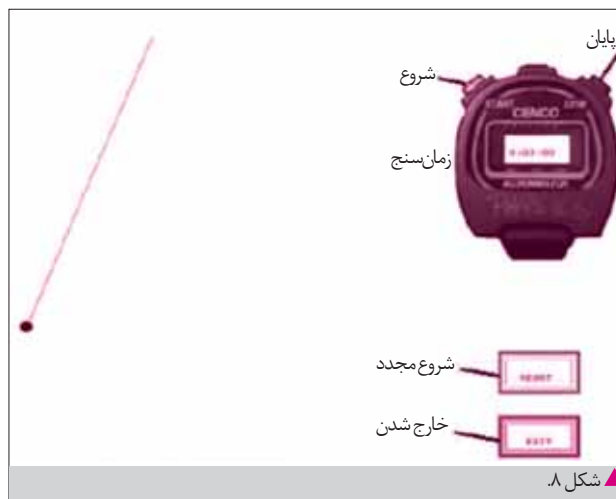 پایان
شروع
START
STOP
CENCO
زمان‌سنج
شروع مجدد
RESET
خارج شدن
EXIT
شکل ۸.